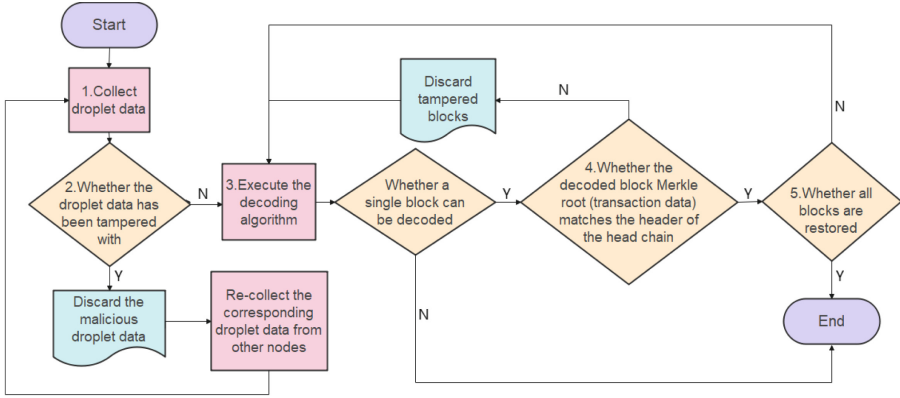 Start
1.Collect
droplet data
2.Whether the
droplet data has
been tampered
with
N
Y
Discard the
malicious
droplet data
Re-collect the
corresponding
droplet data from
other nodes
3.Execute the
decoding
algorithm
Whether a
single block can
be decoded
Y
N
Discard
tampered
blocks
N
4.Whether the
decoded block Merkle
root (transaction data)
matches the header of
the head chain
Y
N
5.Whether all
blocks are
restored
Y
End